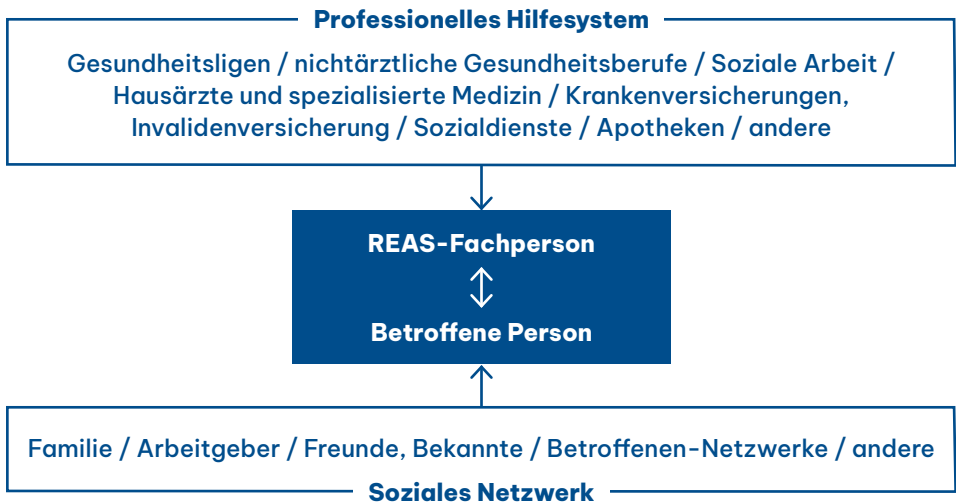 Professionelles Hilfesystem
Gesundheitsligen / nichtärztliche Gesundheitsberufe / Soziale Arbeit /
Hausärzte und spezialisierte Medizin / Krankenversicherungen,
Invalidenversicherung / Sozialdienste / Apotheken / andere
REAS-Fachperson
Betroffene Person
Familie / Arbeitgeber / Freunde, Bekannte / Betroffenen-Netzwerke / andere
Soziales Netzwerk